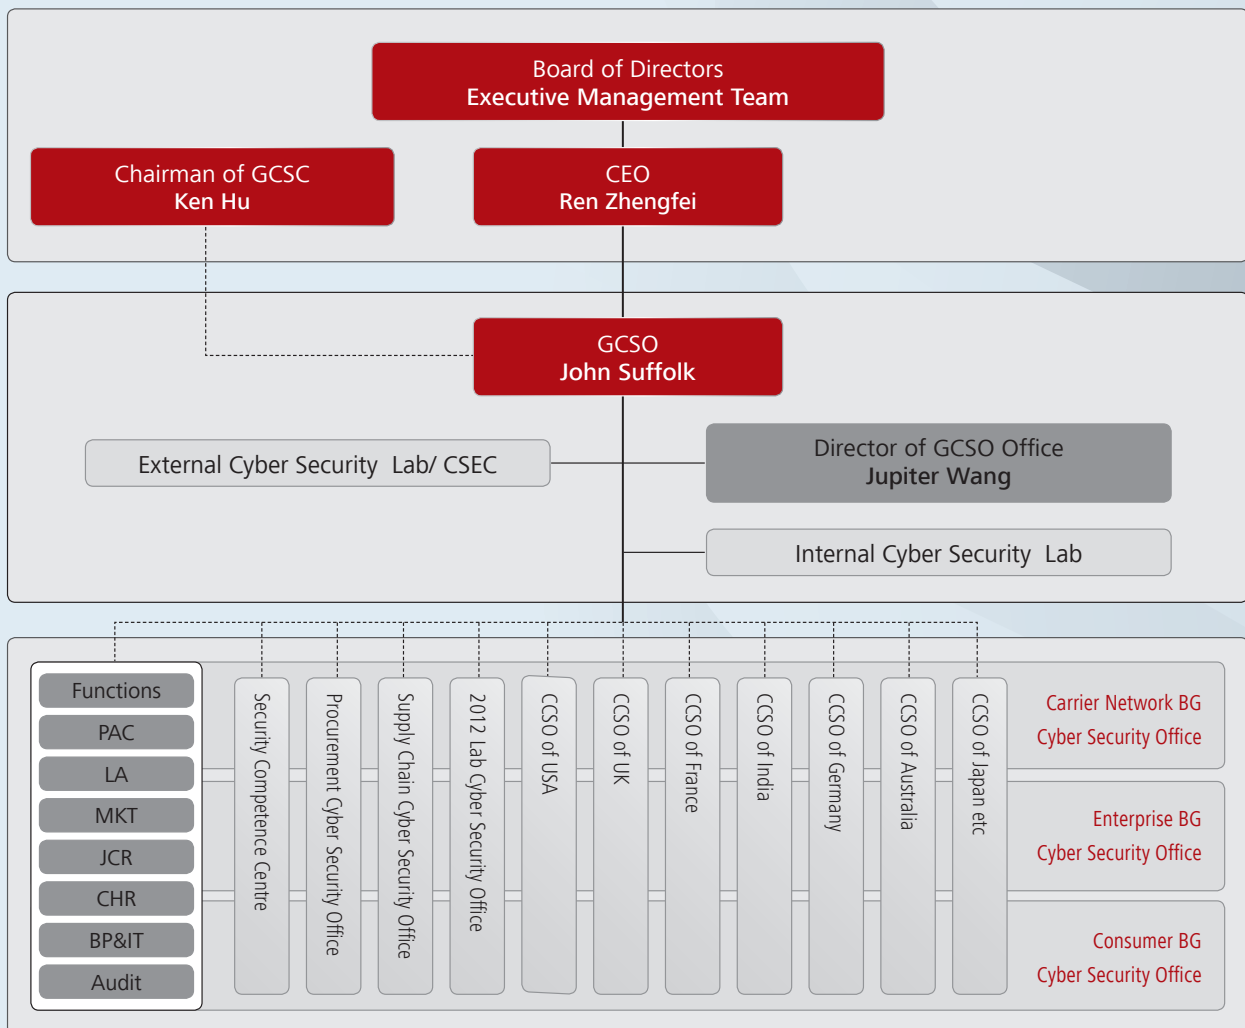 Board of Directors
Executive Management Team
Chairman of GCSC
Ken Hu
CEO
Ren Zhengfei
GCSO
John Suffolk
External Cyber Security Lab/ CSEC
Director of GCSO Office
Jupiter Wang
Internal Cyber Security Lab
Functions
PAC
LA
MKT
JCR
CHR
BP&IT
Audit
Security Competence Centre
Procurement Cyber Security Office
Supply Chain Cyber Security Office
2012 Lab Cyber Security Office
CCSO of USA
CCSO of UK
CCSO of France
CCSO of India
CCSO of Germany
CCSO of Australia
CCSO of Japan etc
Carrier Network BG
Cyber Security Office
Enterprise BG
Cyber Security Office
Consumer BG
Cyber Security Office